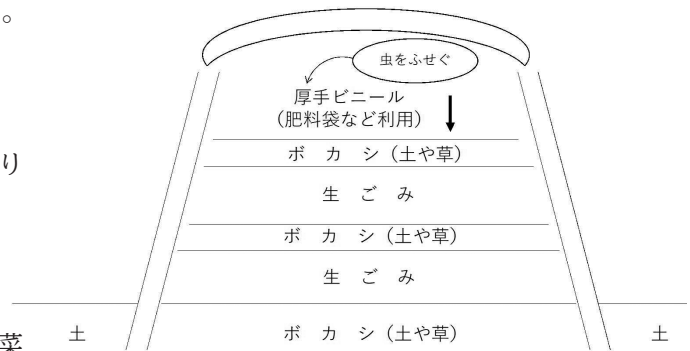 。
虫をふせぐ
厚手ビニール
(肥料袋など利用)
ボ カ シ (土や草)
り
生 ご み
ボ カ シ (土や草)
生 ご み
土 ボ カ シ (土や草) 土
菜